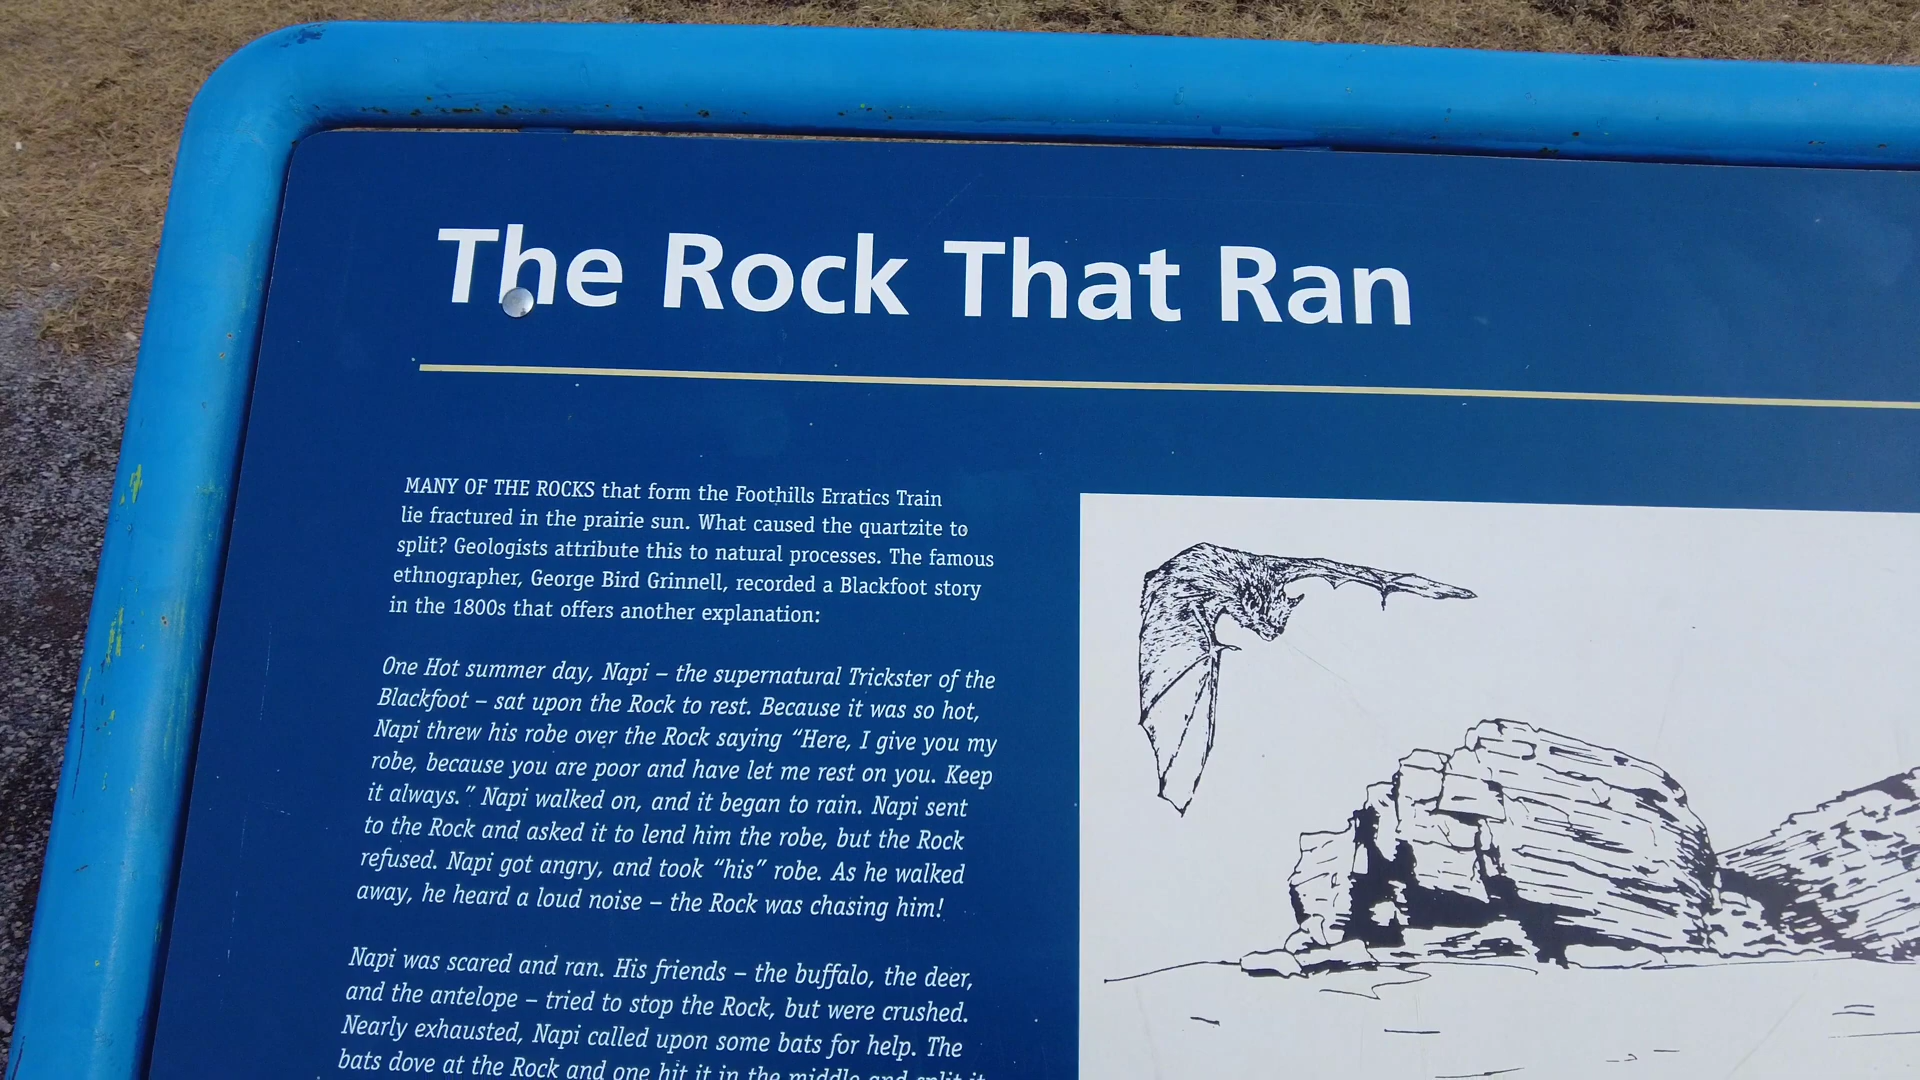 The Rock That Ran
MANY OF THE ROCKS that form the Foothills Erratics Train
lie fractured in the prairie sun. What caused the quartzite to
split? Geologists attribute this to natural processes. The famous
ethnographer, George Bird Grinnell, recorded a Blackfoot story
in the 1800s that offers another explanation:
One Hot summer day, Napi – the supernatural Trickster of the
Blackfoot – sat upon the Rock to rest. Because it was so hot,
Napi threw his robe over the Rock saying “Here, I give you my
robe, because you are poor and have let me rest on you. Keep
it always.” Napi walked on, and it began to rain. Napi sent
to the Rock and asked it to lend him the robe, but the Rock
refused. Napi got angry, and took “his” robe. As he walked
away, he heard a loud noise – the Rock was chasing him!
Napi was scared and ran. His friends – the buffalo, the deer,
and the antelope – tried to stop the Rock, but were crushed.
Nearly exhausted, Napi called upon some bats for help. The
bats dove at the Rock and one hit it in the middle and split it